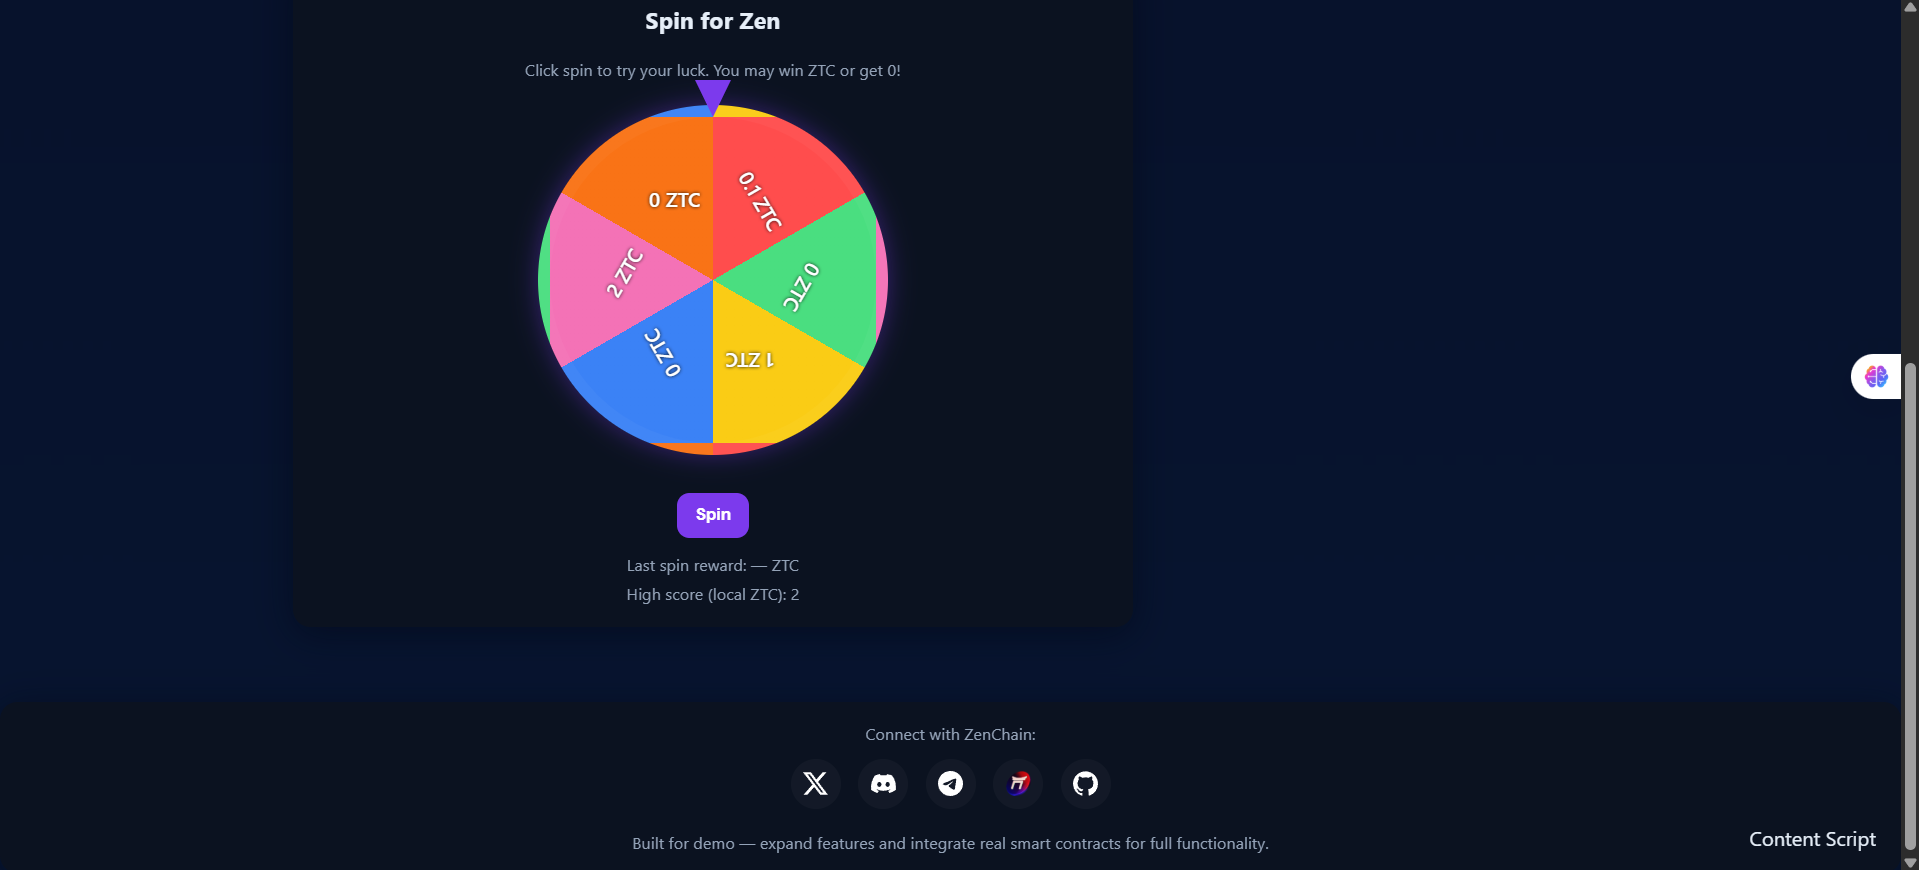 Spin for Zen
Click spin to try your luck. You may win ZTC or get 0!
0 ZTC
0.1 ZTC
2 ZTC
0 ZTC
0 ZTC
1 ZTC
Spin
Last spin reward: — ZTC
High score (local ZTC): 2
Connect with ZenChain:
Built for demo — expand features and integrate real smart contracts for full functionality.
Content Script